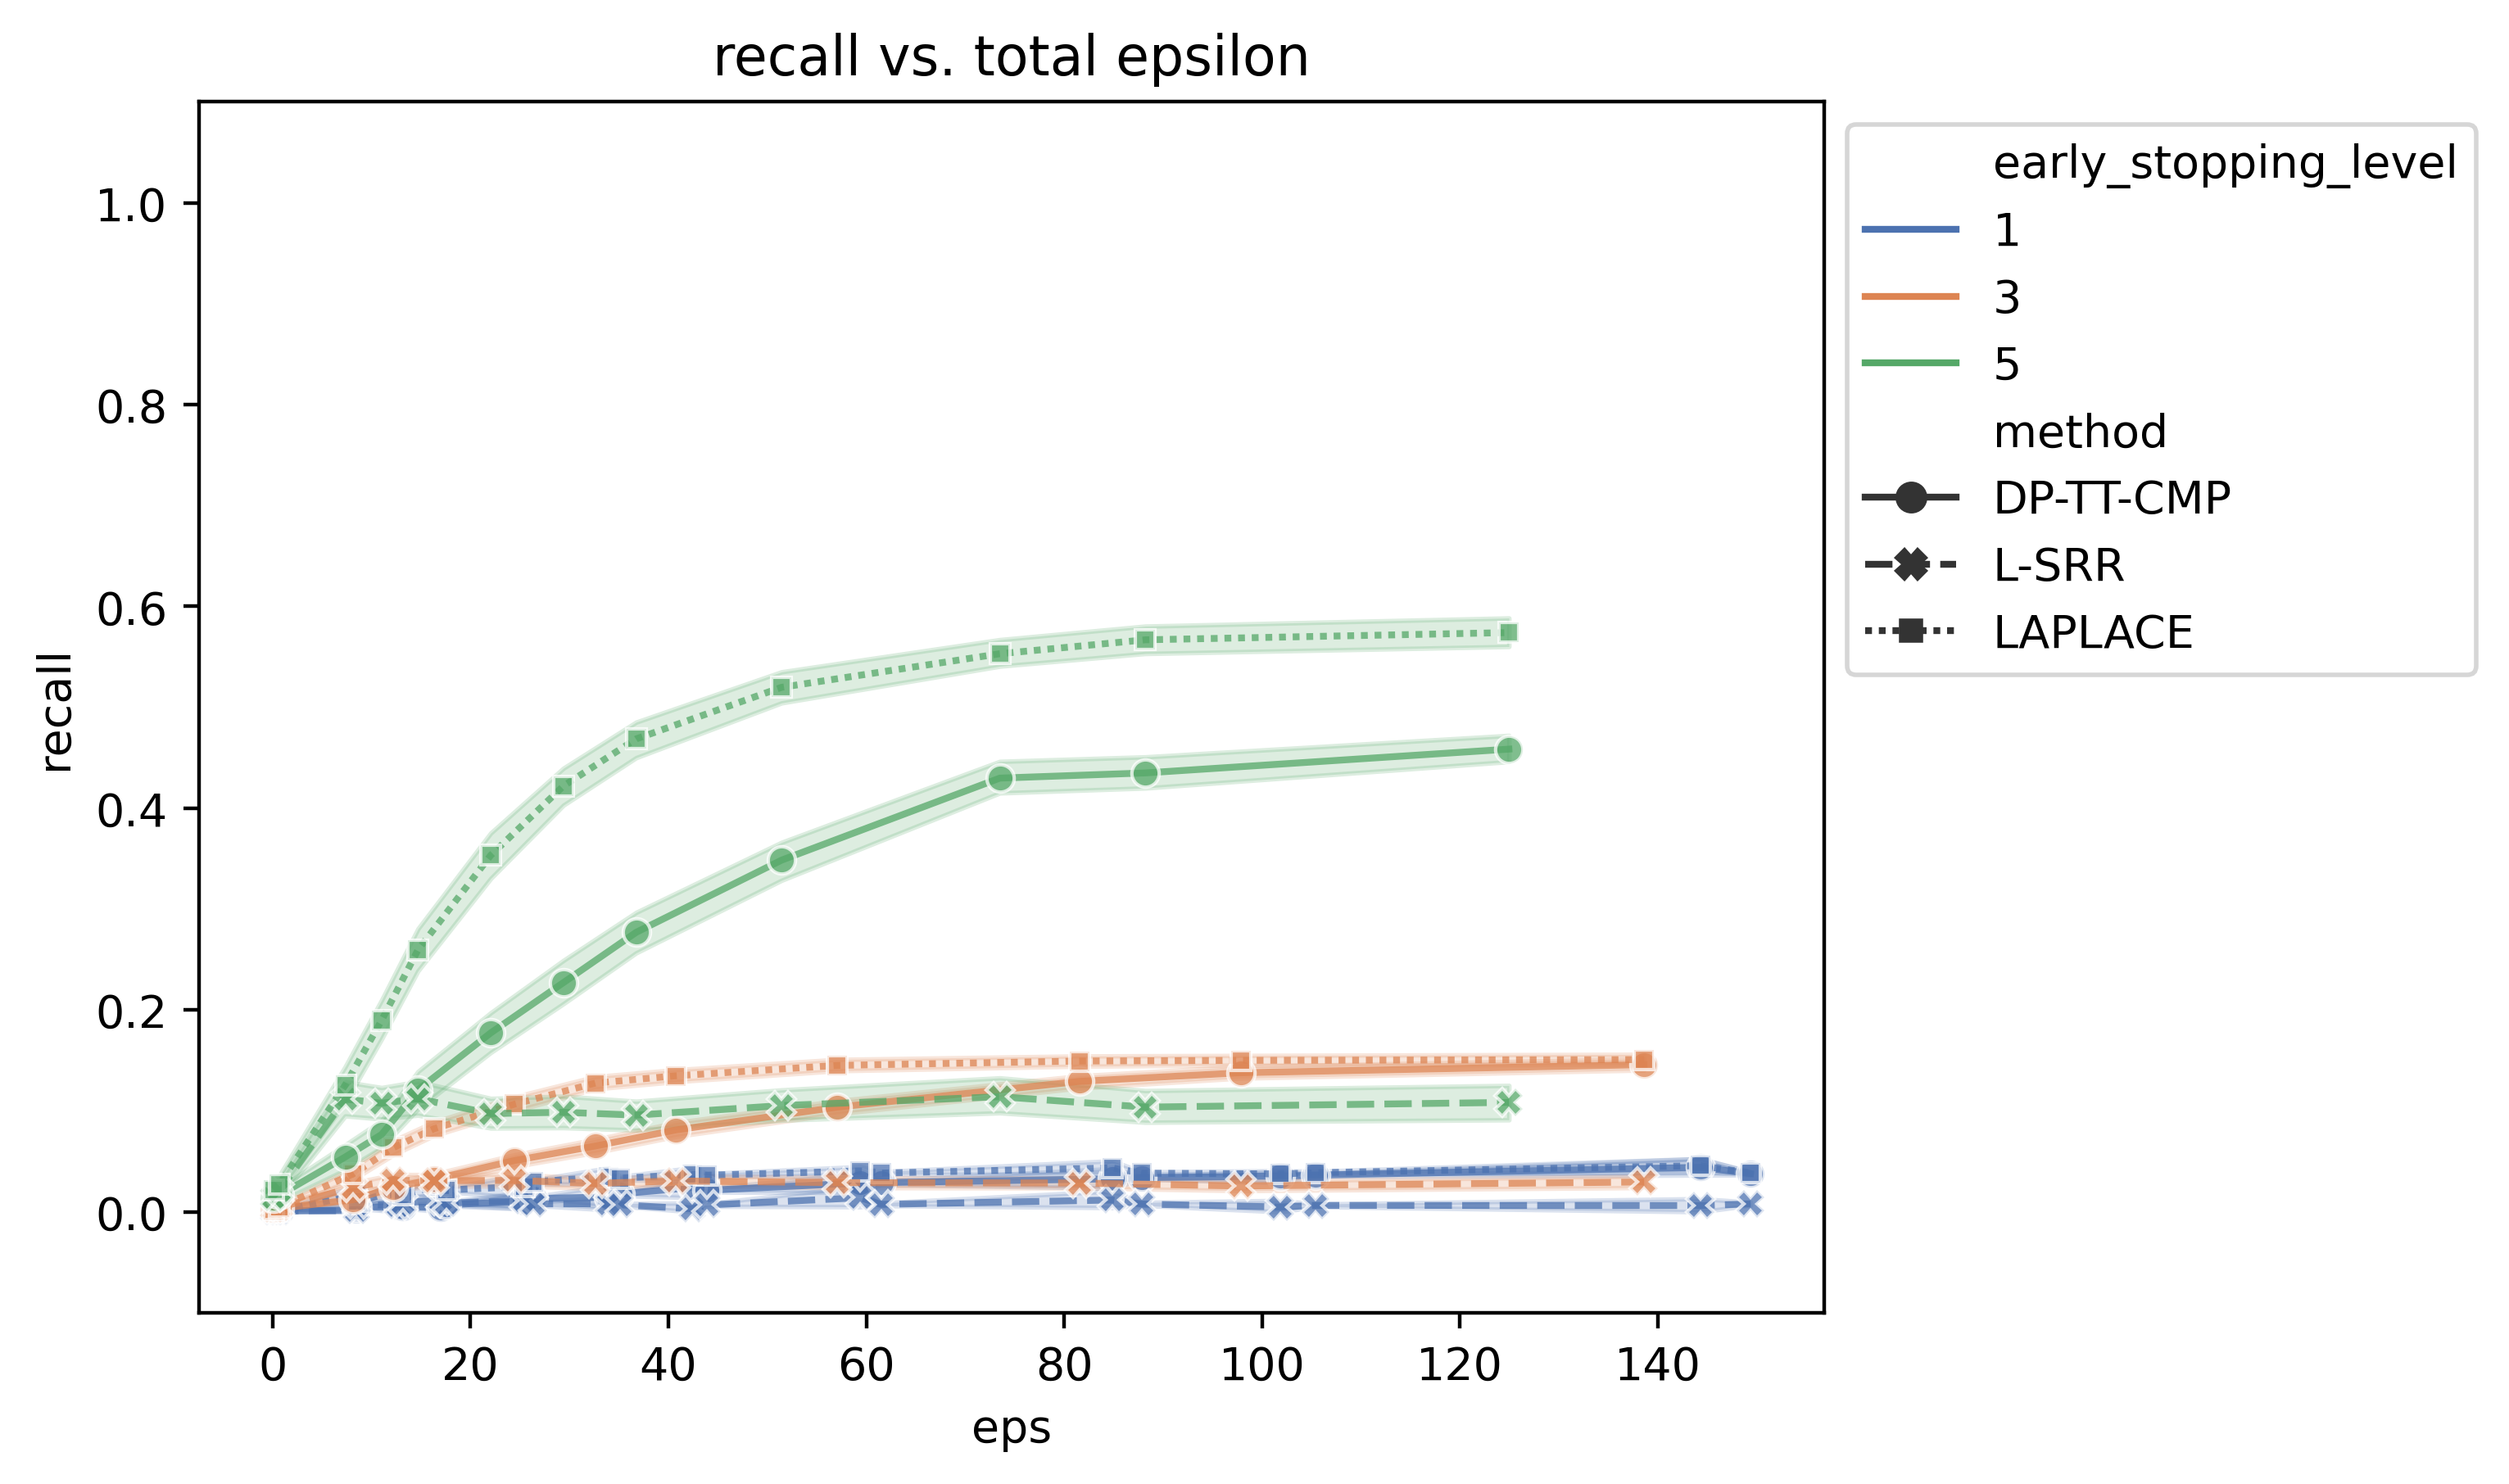 recall vs. total epsilon
early_stopping_level
1
3
5
method
DP-TT-CMP
L-SRR
LAPLACE
recall
1.0
0.8
0.6
0.4
0.2
0.0
0 20 40 60 80 100 120 140
eps